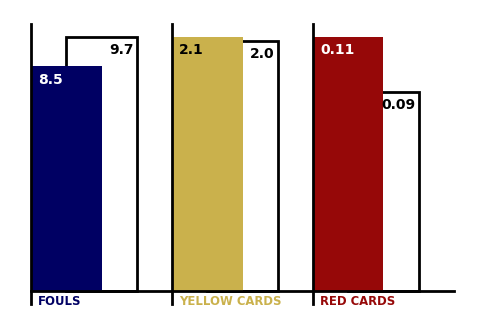 9.7
8.5
2.1
2.0
0.11
0.09
FOULS
YELLOW CARDS
RED CARDS